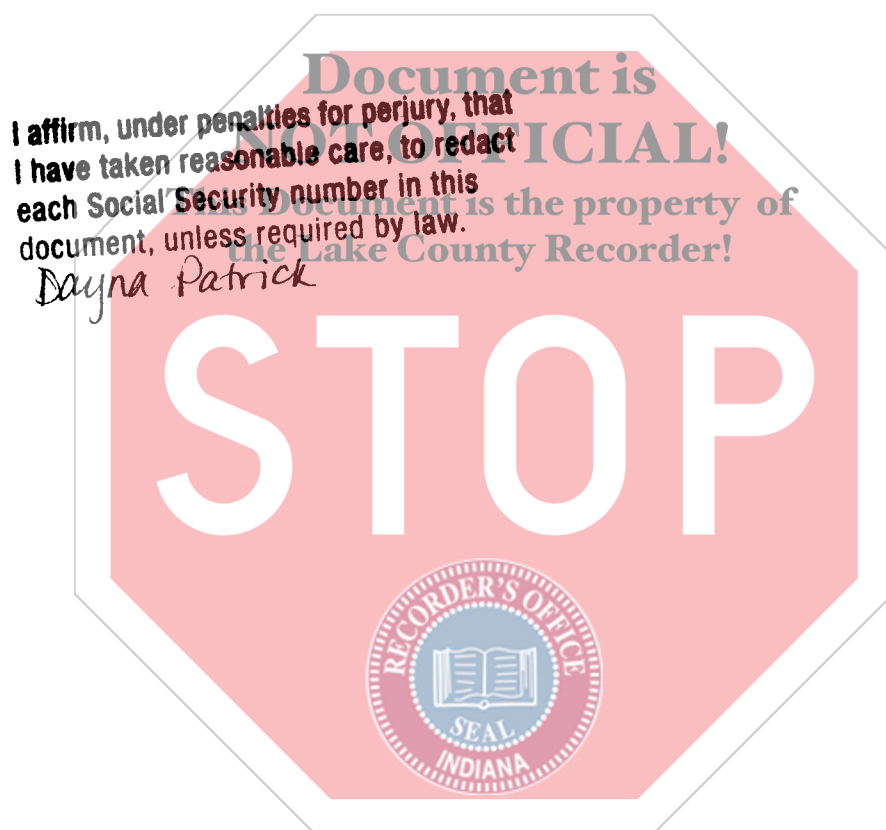 Document is
NOT OFFICIAL!
This Document is the property of
the Lake County Recorder!
I affirm, under penalties for perjury, that
I have taken reasonable care, to redact
each Social Security number in this
document, unless required by law.
Dayna Patrick
STOP
RECORDER'S OFFICE
SEAL
INDIANA